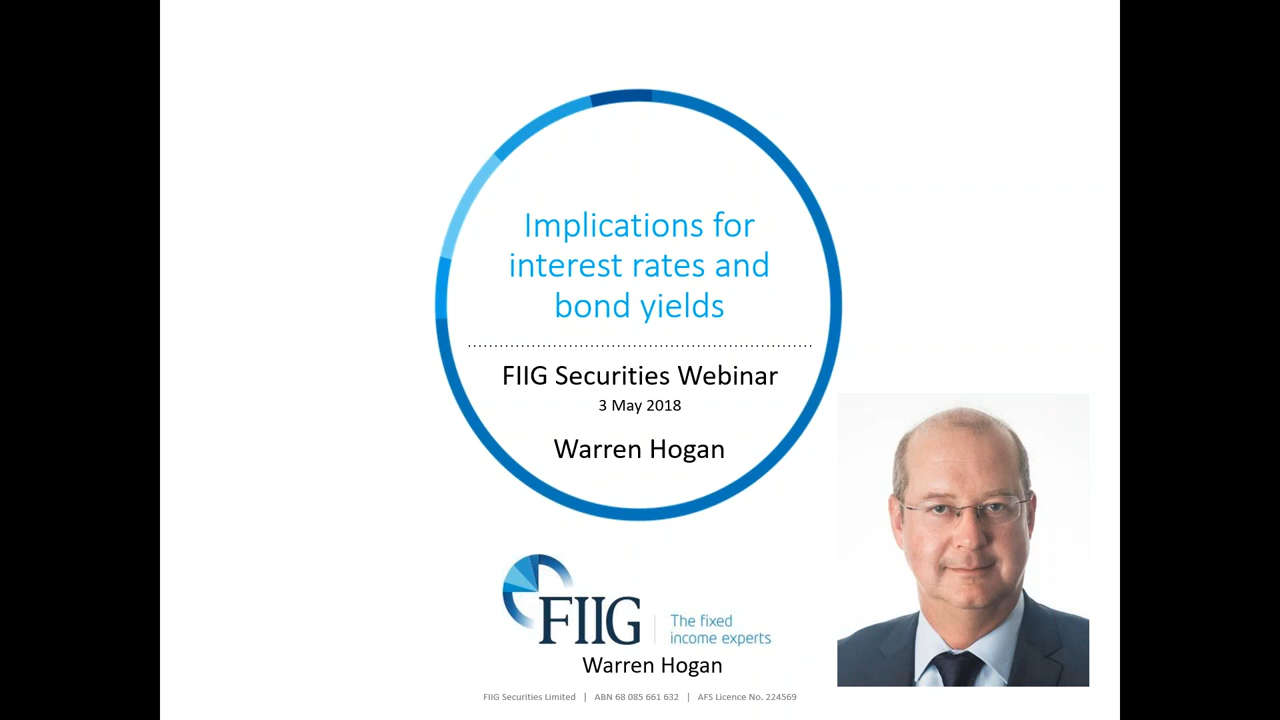 Implications for
interest rates and
bond yields
FIIG Securities Webinar
3 May 2018
Warren Hogan
FIIG
The fixed
income experts
Warren Hogan
FIIG Securities Limited | ABN 68 085 661 632 | AFS Licence No. 224569